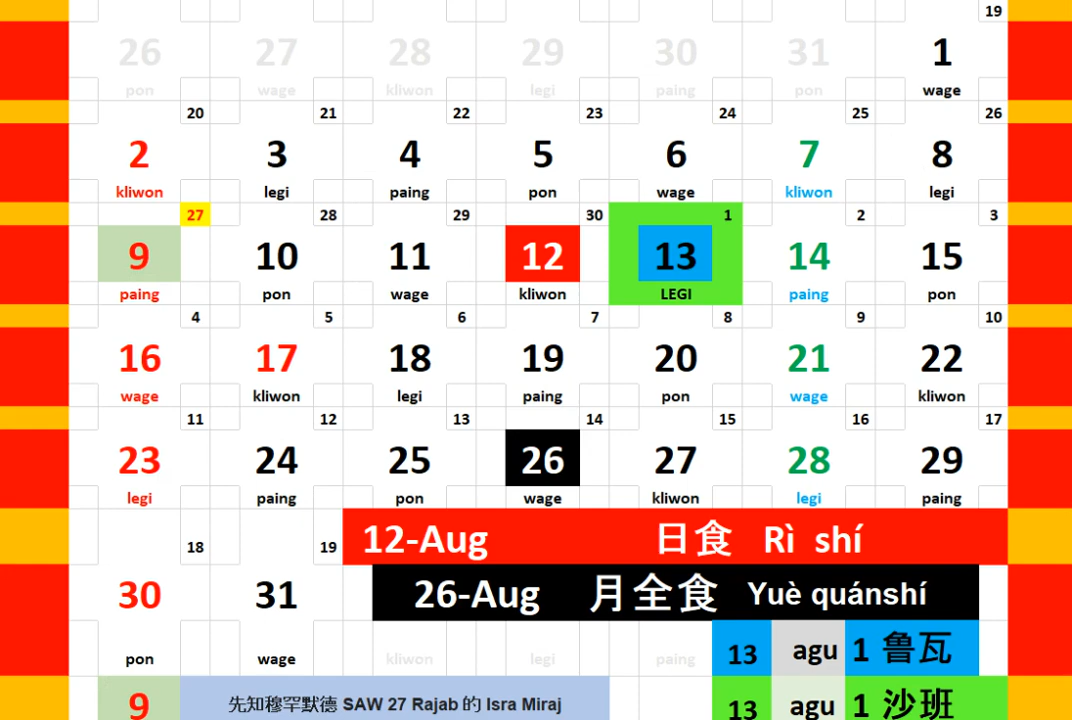 19
26 27 28 29 30 31 1
pon wage kliwon legi paing pon wage
20 21 22 23 24 25 26
2 3 4 5 6 7 8
kliwon legi paing pon wage kliwon legi
27 28 29 30 1 2 3
9 10 11 12 13 14 15
paing pon wage kliwon LEGI paing pon
4 5 6 7 8 9 10
16 17 18 19 20 21 22
wage kliwon legi paing pon wage kliwon
11 12 13 14 15 16 17
23 24 25 26 27 28 29
legi paing pon wage kliwon legi paing
18 19 12-Aug 日食 Rì shí
30 31 26-Aug 月全食 Yuè quánshí
pon wage kliwon legi paing 13 agu 1 鲁瓦
9 先知穆罕默德 SAW 27 Rajab 的 Isra Miraj 13 agu 1 沙班